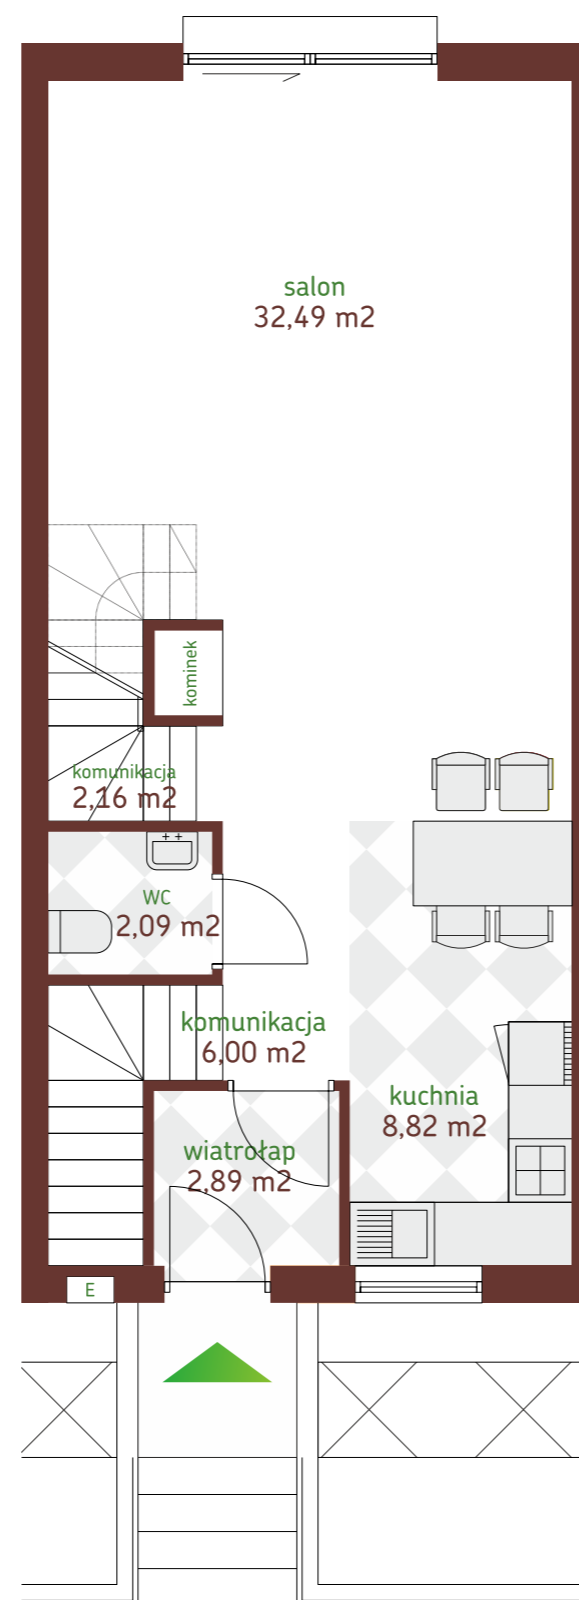 salon
32,49 m2
kominek
komunikacja
2,16 m2
WC
2,09 m2
komunikacja
6,00 m2
kuchnia
8,82 m2
wiatrołap
2,89 m2
E